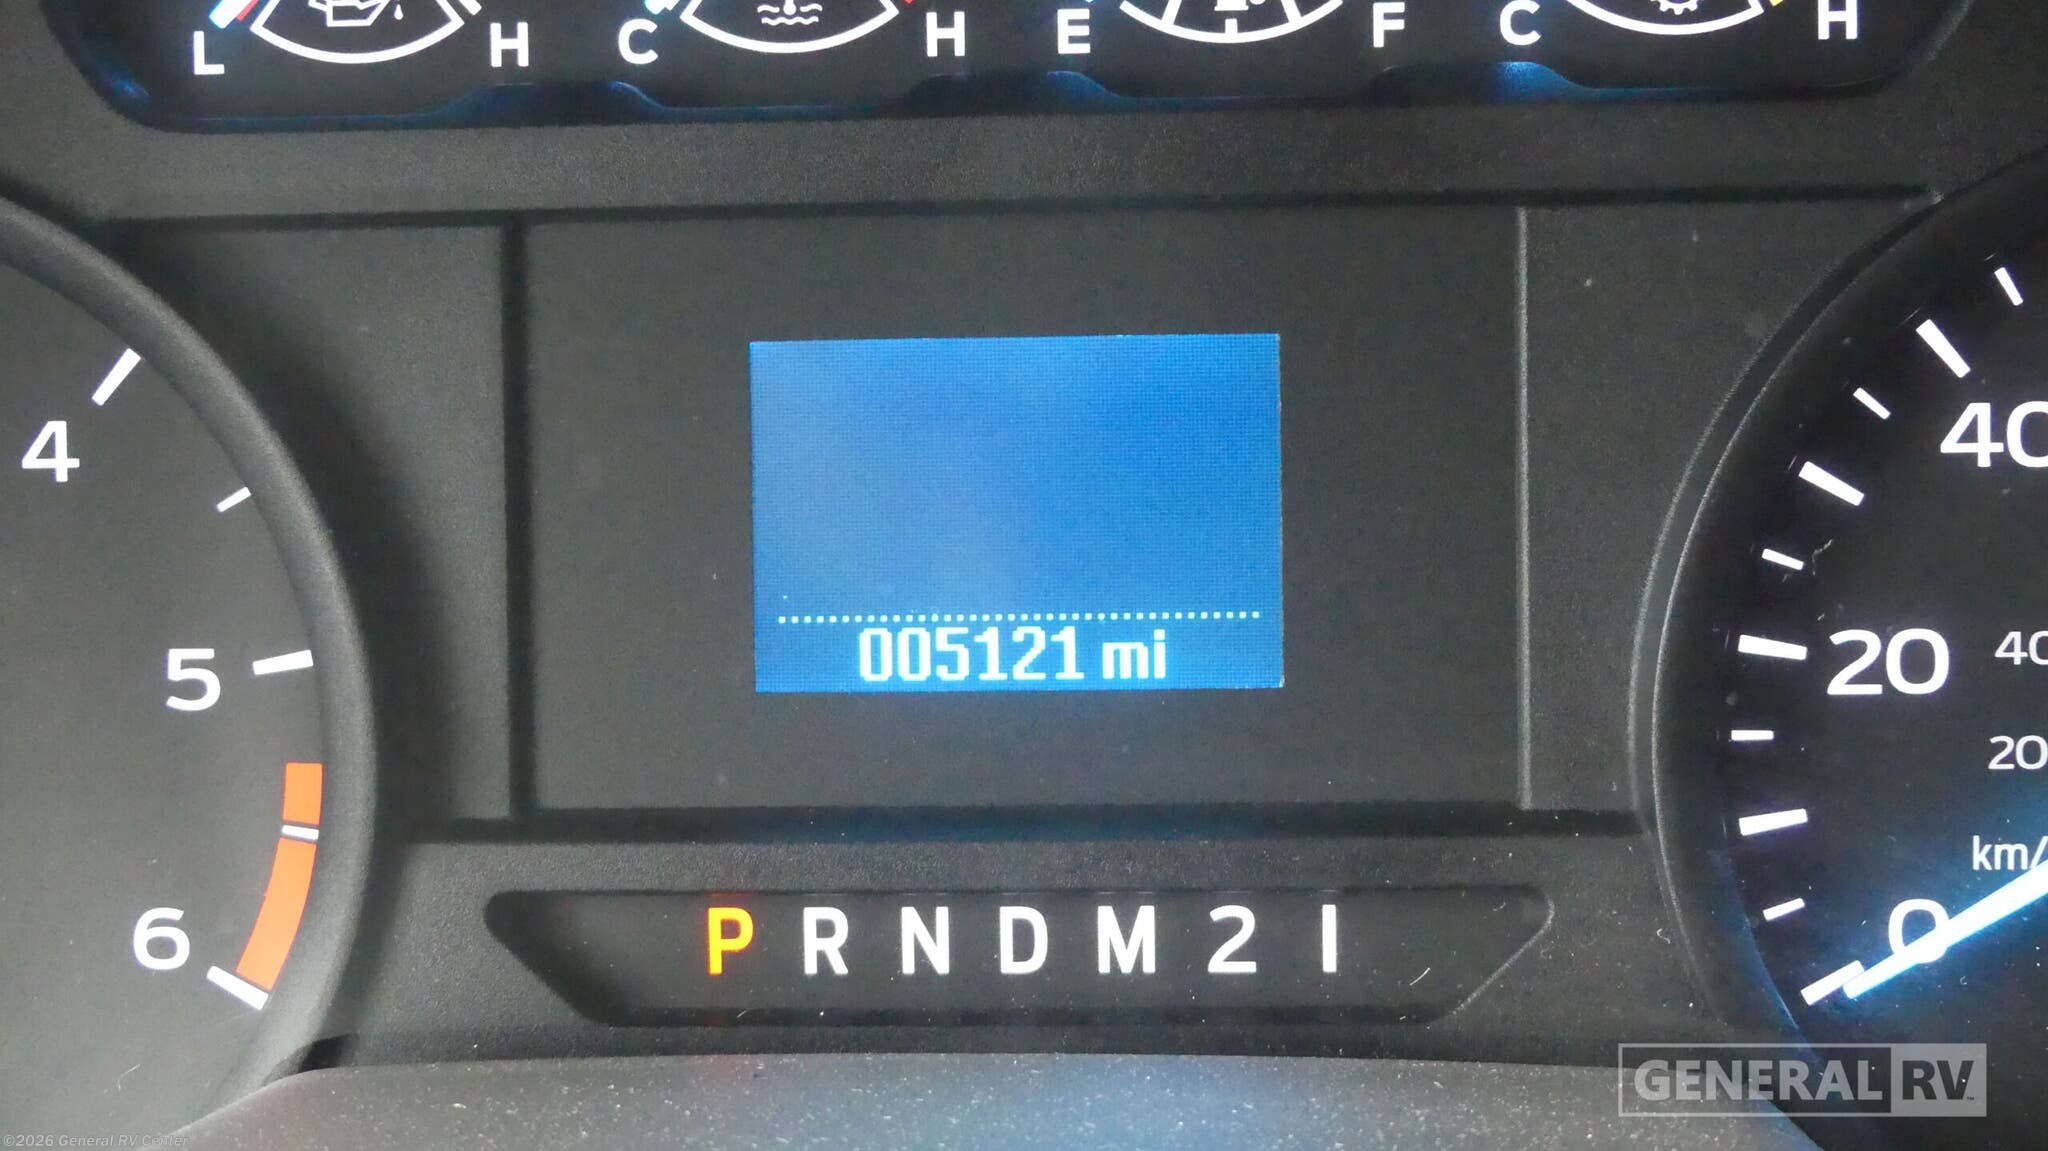 L H C H E F C H
4
40
5
20
40
005121 mi
20
km/
6
P R N D M 2 1
0
GENERAL RV
©2026 General RV Center